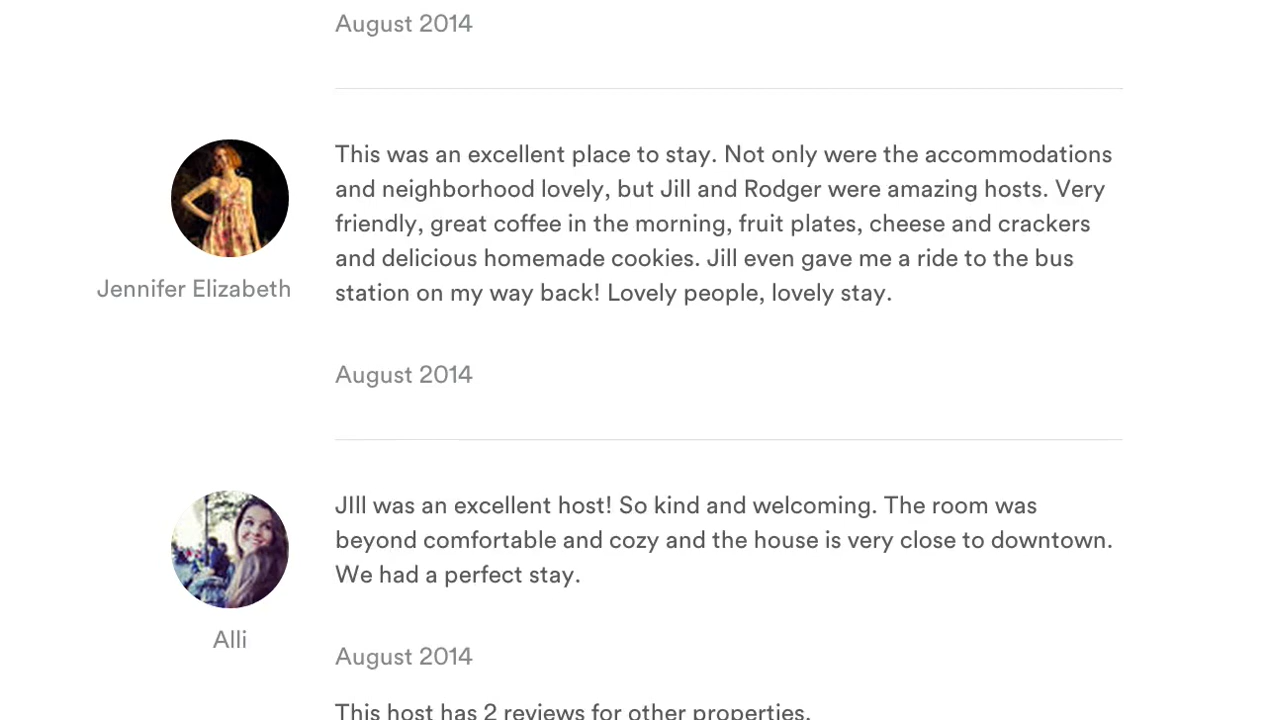 August 2014
This was an excellent place to stay. Not only were the accommodations
and neighborhood lovely, but Jill and Rodger were amazing hosts. Very
friendly, great coffee in the morning, fruit plates, cheese and crackers
and delicious homemade cookies. Jill even gave me a ride to the bus
station on my way back! Lovely people, lovely stay.
Jennifer Elizabeth
August 2014
JIll was an excellent host! So kind and welcoming. The room was
beyond comfortable and cozy and the house is very close to downtown.
We had a perfect stay.
Alli
August 2014
This host has 2 reviews for other properties.